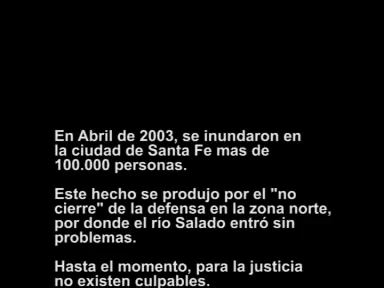 En Abril de 2003, se inundaron en
la ciudad de Santa Fe mas de
100.000 personas.
Este hecho se produjo por el "no
cierre" de la defensa en la zona norte,
por donde el río Salado entró sin
problemas.
Hasta el momento, para la justicia
no existen culpables.